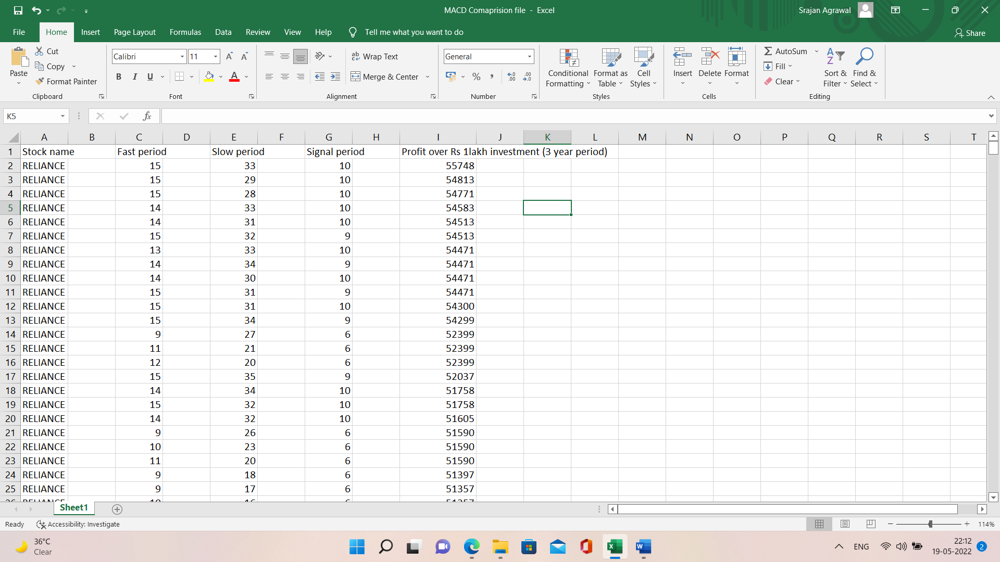 MACD Comaprision file - Excel
Srajan Agrawal
File Home Insert Page Layout Formulas Data Review View Help Tell me what you want to do
Share
Paste
Cut
Copy
Format Painter
Clipboard
Calibri 11
B I U
Font
Wrap Text
Merge & Center
Alignment
General
Number
Conditional Formatting
Format as Table
Cell Styles
Styles
Insert
Delete
Format
Cells
AutoSum
Fill
Clear
Sort & Filter
Find & Select
Editing
K5
fx
A B C D E F G H I J K L M N O P Q R S T
1 Stock name Fast period Slow period Signal period Profit over Rs 1lakh investment (3 year period)
2 RELIANCE 15 33 10 55748
3 RELIANCE 15 29 10 54813
4 RELIANCE 15 28 10 54771
5 RELIANCE 14 33 10 54583
6 RELIANCE 14 31 10 54513
7 RELIANCE 15 32 9 54513
8 RELIANCE 13 33 10 54471
9 RELIANCE 14 34 9 54471
10 RELIANCE 14 30 10 54471
11 RELIANCE 15 31 9 54471
12 RELIANCE 15 31 10 54300
13 RELIANCE 15 34 9 54299
14 RELIANCE 9 27 6 52399
15 RELIANCE 11 21 6 52399
16 RELIANCE 12 20 6 52399
17 RELIANCE 15 35 9 52037
18 RELIANCE 14 34 10 51758
19 RELIANCE 15 32 10 51758
20 RELIANCE 14 32 10 51605
21 RELIANCE 9 26 6 51590
22 RELIANCE 10 23 6 51590
23 RELIANCE 11 20 6 51590
24 RELIANCE 9 18 6 51397
25 RELIANCE 9 17 6 51357
Sheet1
Ready Accessibility: Investigate
114%
36°C
Clear
ENG
22:12
19-05-2022
2